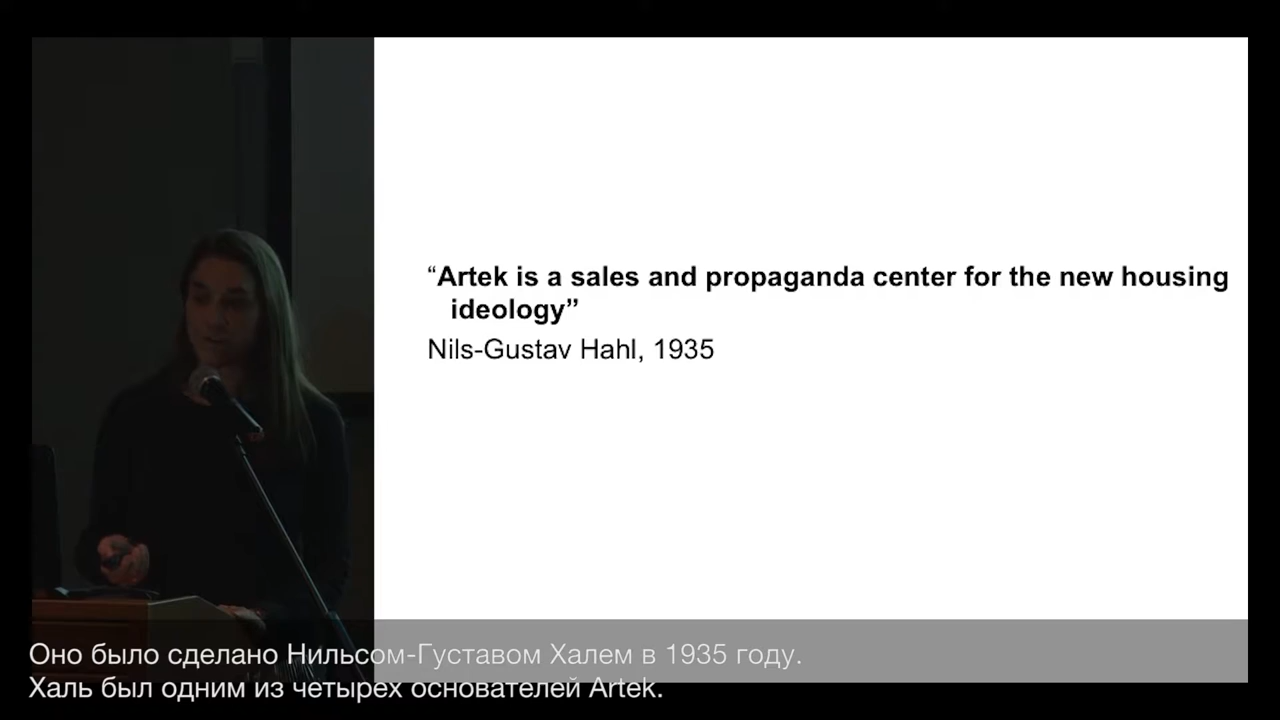 “Artek is a sales and propaganda center for the new housing
ideology”
Nils-Gustav Hahl, 1935
Оно было сделано Нильсом-Густавом Халем в 1935 году.
Халь был одним из четырех основателей Artek.